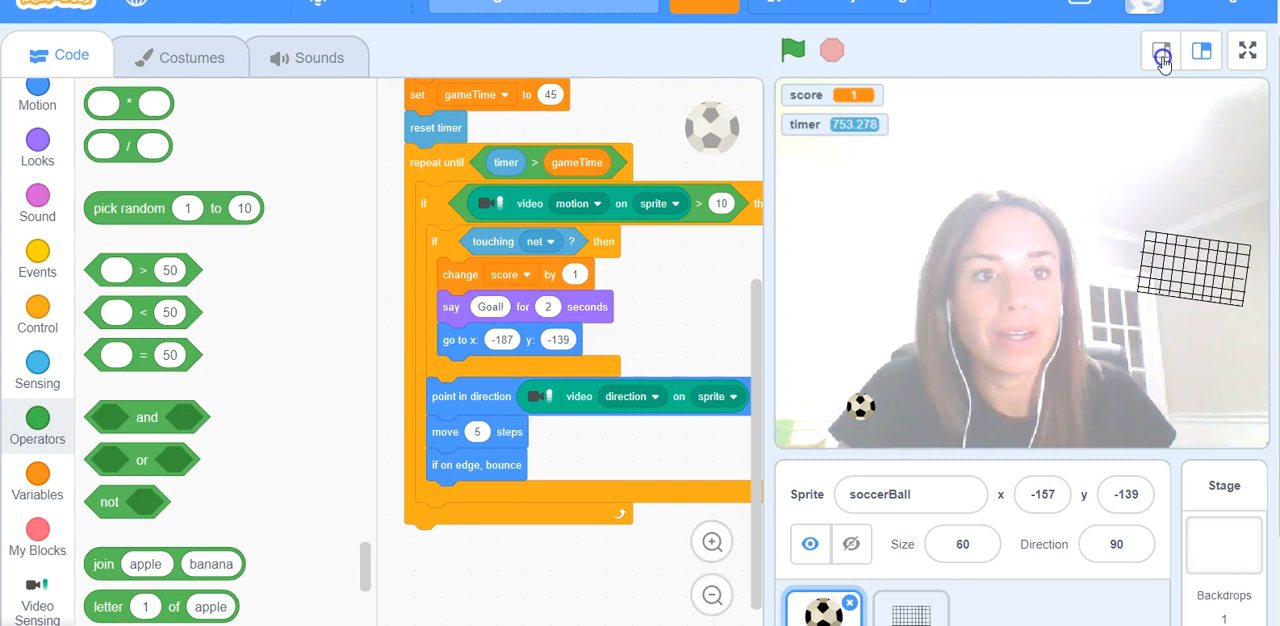 Code
Costumes
Sounds
Motion
Looks
Sound
Events
Control
Sensing
Operators
Variables
My Blocks
Video
Sensing
*
/
pick random 1 to 10
> 50
< 50
= 50
and
or
not
join apple banana
letter 1 of apple
set gameTime to 45
reset timer
repeat until timer > gameTime
if video motion on sprite > 10 th
if touching net ? then
change score by 1
say Goal! for 2 seconds
go to x: -187 y: -139
point in direction video direction on sprite
move 5 steps
if on edge, bounce
score 1
timer 753.278
Sprite soccerBall x -157 y -139
Size 60 Direction 90
Stage
Backdrops
1